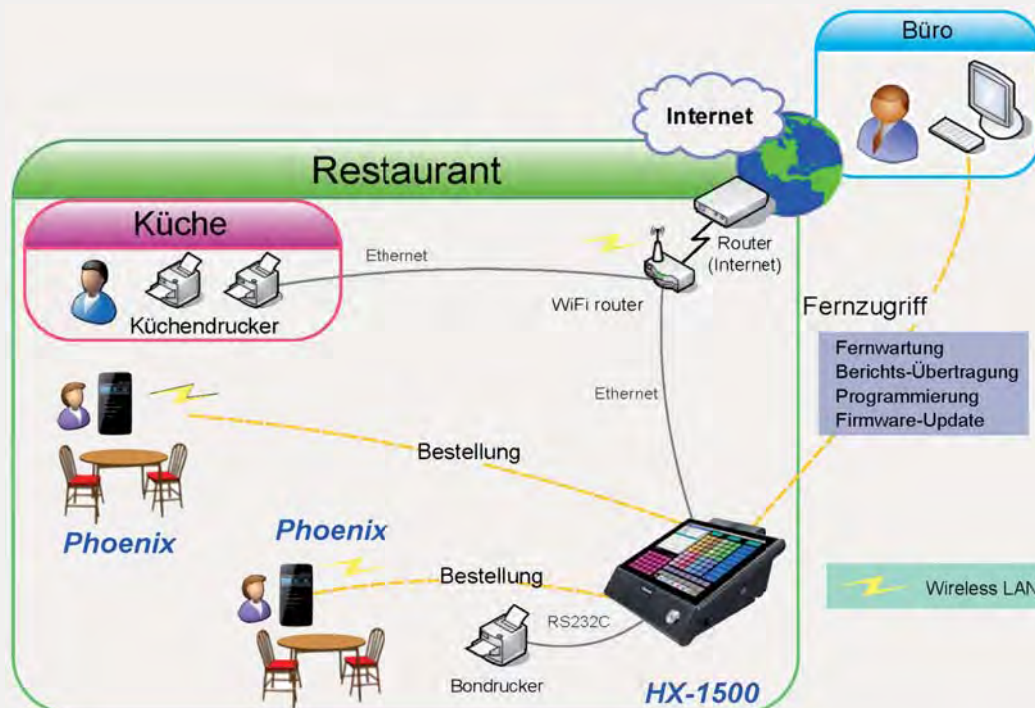 Büro
Internet
Restaurant
Küche
Ethernet
Router
(Internet)
WiFi router
Küchendrucker
Fernzugriff
Fernwartung
Berichts-Übertragung
Programmierung
Firmware-Update
Ethernet
Bestellung
Phoenix
Phoenix
Bestellung
Wireless LAN
RS232C
Bondrucker
HX-1500